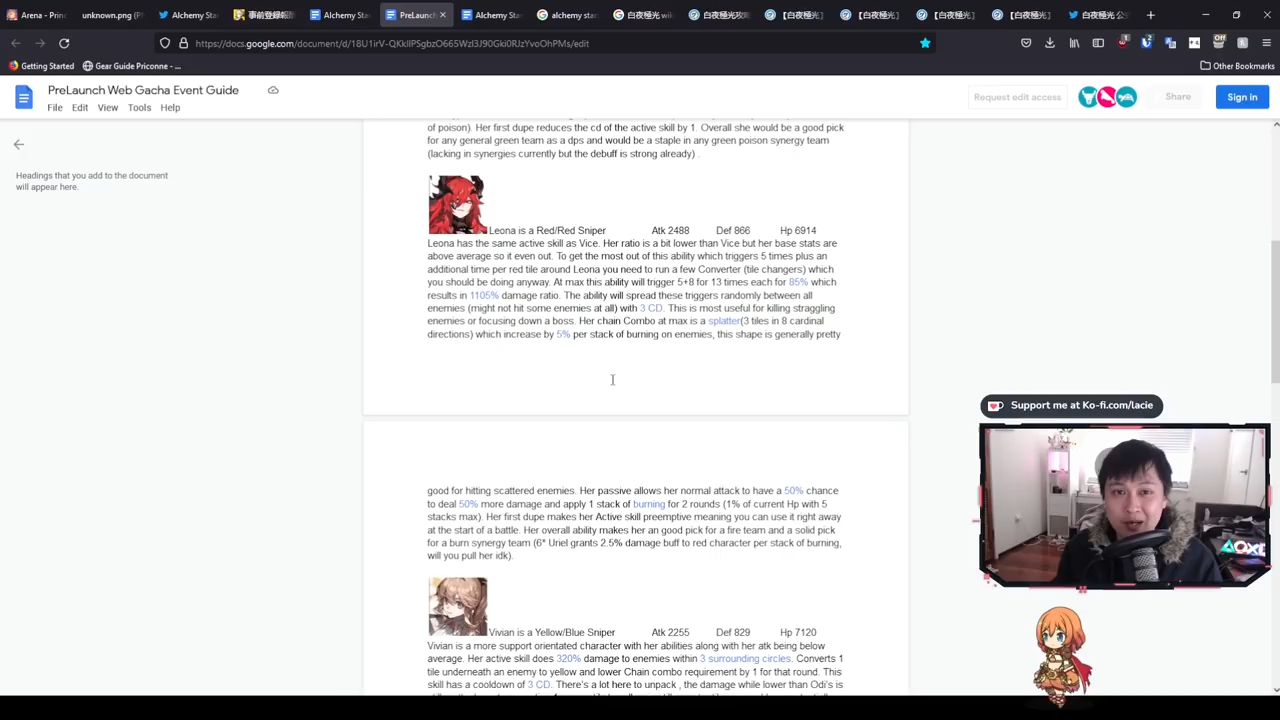 Arena - Princ
unknown.png (
Alchemy Sta
事前登録報酬
Alchemy Sta
PreLaunch
Alchemy Sta
alchemy star
白夜極光 wik
白夜極光攻略
【白夜極光】
【白夜極光】
【白夜極光】
【白夜極光】
白夜極光 公
https://docs.google.com/document/d/18U1irV-QKkIlPSgbzO665WzI3J90Gki0RJzYvoOhPMs/edit
Off
Getting Started
Gear Guide Priconne - ...
Other Bookmarks
PreLaunch Web Gacha Event Guide
File Edit View Tools Help
Request edit access
Share
Sign in
Headings that you add to the document
will appear here.
of poison). Her first dupe reduces the cd of the active skill by 1. Overall she would be a good pick
for any general green team as a dps and would be a staple in any green poison synergy team
(lacking in synergies currently but the debuff is strong already) .
Leona is a Red/Red Sniper Atk 2488 Def 866 Hp 6914
Leona has the same active skill as Vice. Her ratio is a bit lower than Vice but her base stats are
above average so it even out. To get the most out of this ability which triggers 5 times plus an
additional time per red tile around Leona you need to run a few Converter (tile changers) which
you should be doing anyway. At max this ability will trigger 5+8 for 13 times each for 85% which
results in 1105% damage ratio. The ability will spread these triggers randomly between all
enemies (might not hit some enemies at all) with 3 CD. This is most useful for killing straggling
enemies or focusing down a boss. Her chain Combo at max is a splatter(3 tiles in 8 cardinal
directions) which increase by 5% per stack of burning on enemies, this shape is generally pretty
good for hitting scattered enemies. Her passive allows her normal attack to have a 50% chance
to deal 50% more damage and apply 1 stack of burning for 2 rounds (1% of current Hp with 5
stacks max). Her first dupe makes her Active skill preemptive meaning you can use it right away
at the start of a battle. Her overall ability makes her an good pick for a fire team and a solid pick
for a burn synergy team (6* Uriel grants 2.5% damage buff to red character per stack of burning,
will you pull her idk).
Vivian is a Yellow/Blue Sniper Atk 2255 Def 829 Hp 7120
Vivian is a more support orientated character with her abilities along with her atk being below
average. Her active skill does 320% damage to enemies within 3 surrounding circles. Converts 1
tile underneath an enemy to yellow and lower Chain combo requirement by 1 for that round. This
skill has a cooldown of 3 CD. There's a lot here to unpack , the damage while lower than Odi's is
Support me at Ko-fi.com/lacie